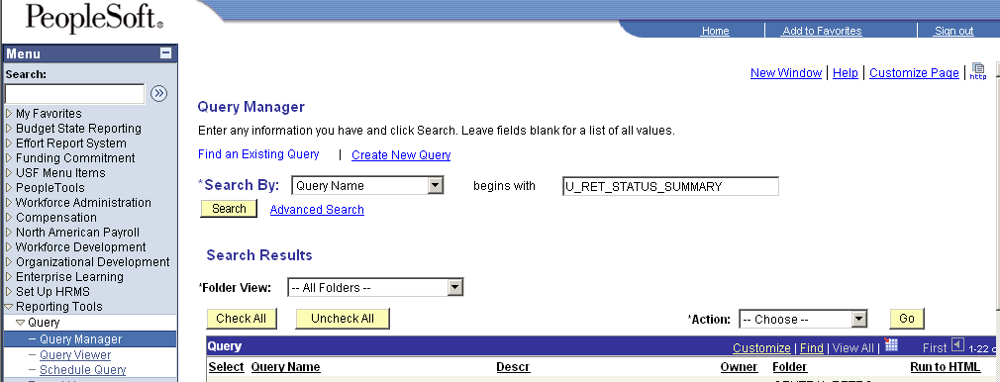 PeopleSoft®
Home | Add to Favorites | Sign out
Menu
Search:
My Favorites
Budget State Reporting
Effort Report System
Funding Commitment
USF Menu Items
PeopleTools
Workforce Administration
Compensation
North American Payroll
Workforce Development
Organizational Development
Enterprise Learning
Set Up HRMS
Reporting Tools
Query
– Query Manager
– Query Viewer
– Schedule Query
New Window | Help | Customize Page | http
Query Manager
Enter any information you have and click Search. Leave fields blank for a list of all values.
Find an Existing Query | Create New Query
*Search By: Query Name begins with U_RET_STATUS_SUMMARY
Search Advanced Search
Search Results
*Folder View: -- All Folders --
Check All Uncheck All *Action: -- Choose -- Go
Query Customize | Find | View All | First 1-22
Select Query Name Descr Owner Folder Run to HTML